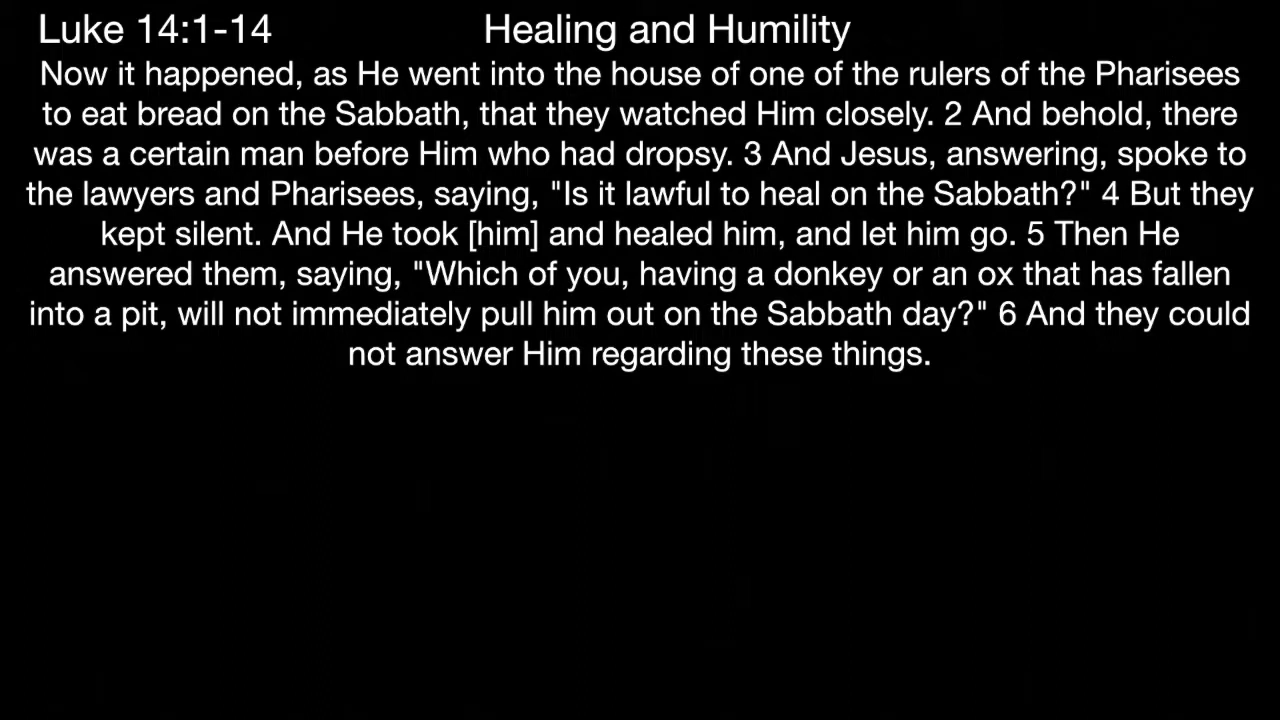 Luke 14:1-14 Healing and Humility
Now it happened, as He went into the house of one of the rulers of the Pharisees
to eat bread on the Sabbath, that they watched Him closely. 2 And behold, there
was a certain man before Him who had dropsy. 3 And Jesus, answering, spoke to
the lawyers and Pharisees, saying, "Is it lawful to heal on the Sabbath?" 4 But they
kept silent. And He took [him] and healed him, and let him go. 5 Then He
answered them, saying, "Which of you, having a donkey or an ox that has fallen
into a pit, will not immediately pull him out on the Sabbath day?" 6 And they could
not answer Him regarding these things.